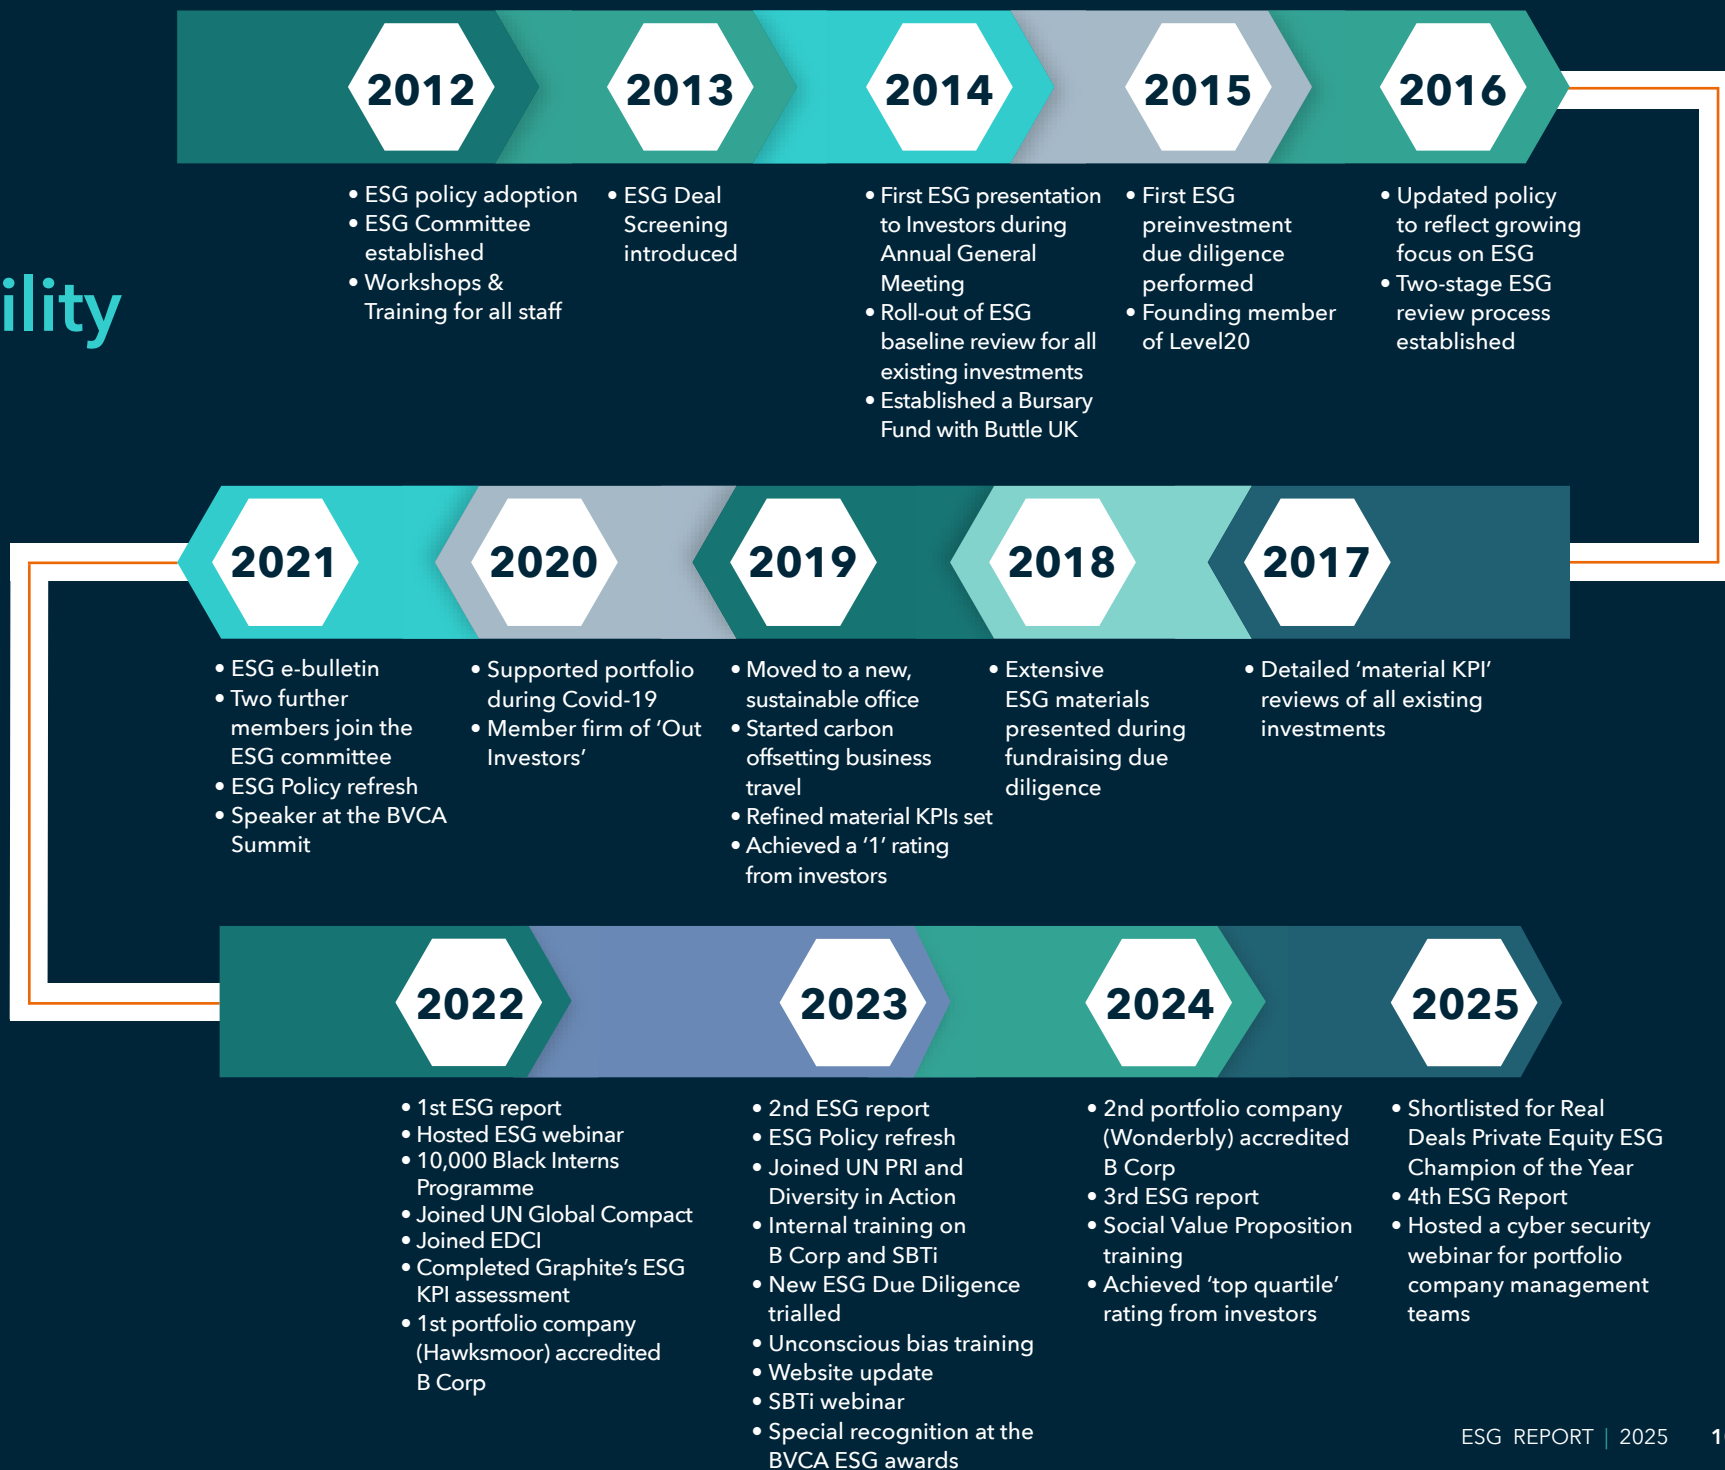 ility
2012
2013
2014
2015
2016
• ESG policy adoption
• ESG Committee
established
• Workshops &
Training for all staff
• ESG Deal
Screening
introduced
• First ESG presentation
to Investors during
Annual General
Meeting
• Roll-out of ESG
baseline review for all
existing investments
• Established a Bursary
Fund with Buttle UK
• First ESG
preinvestment
due diligence
performed
• Founding member
of Level20
• Updated policy
to reflect growing
focus on ESG
• Two-stage ESG
review process
established
2021
2020
2019
2018
2017
• ESG e-bulletin
• Two further
members join the
ESG committee
• ESG Policy refresh
• Speaker at the BVCA
Summit
• Supported portfolio
during Covid-19
• Member firm of ‘Out
Investors’
• Moved to a new,
sustainable office
• Started carbon
offsetting business
travel
• Refined material KPIs set
• Achieved a ‘1’ rating
from investors
• Extensive
ESG materials
presented during
fundraising due
diligence
• Detailed ‘material KPI’
reviews of all existing
investments
2022
2023
2024
2025
• 1st ESG report
• Hosted ESG webinar
• 10,000 Black Interns
Programme
• Joined UN Global Compact
• Joined EDCI
• Completed Graphite’s ESG
KPI assessment
• 1st portfolio company
(Hawksmoor) accredited
B Corp
• 2nd ESG report
• ESG Policy refresh
• Joined UN PRI and
Diversity in Action
• Internal training on
B Corp and SBTi
• New ESG Due Diligence
trialled
• Unconscious bias training
• Website update
• SBTi webinar
• Special recognition at the
BVCA ESG awards
• 2nd portfolio company
(Wonderbly) accredited
B Corp
• 3rd ESG report
• Social Value Proposition
training
• Achieved ‘top quartile’
rating from investors
• Shortlisted for Real
Deals Private Equity ESG
Champion of the Year
• 4th ESG Report
• Hosted a cyber security
webinar for portfolio
company management
teams
ESG REPORT | 2025